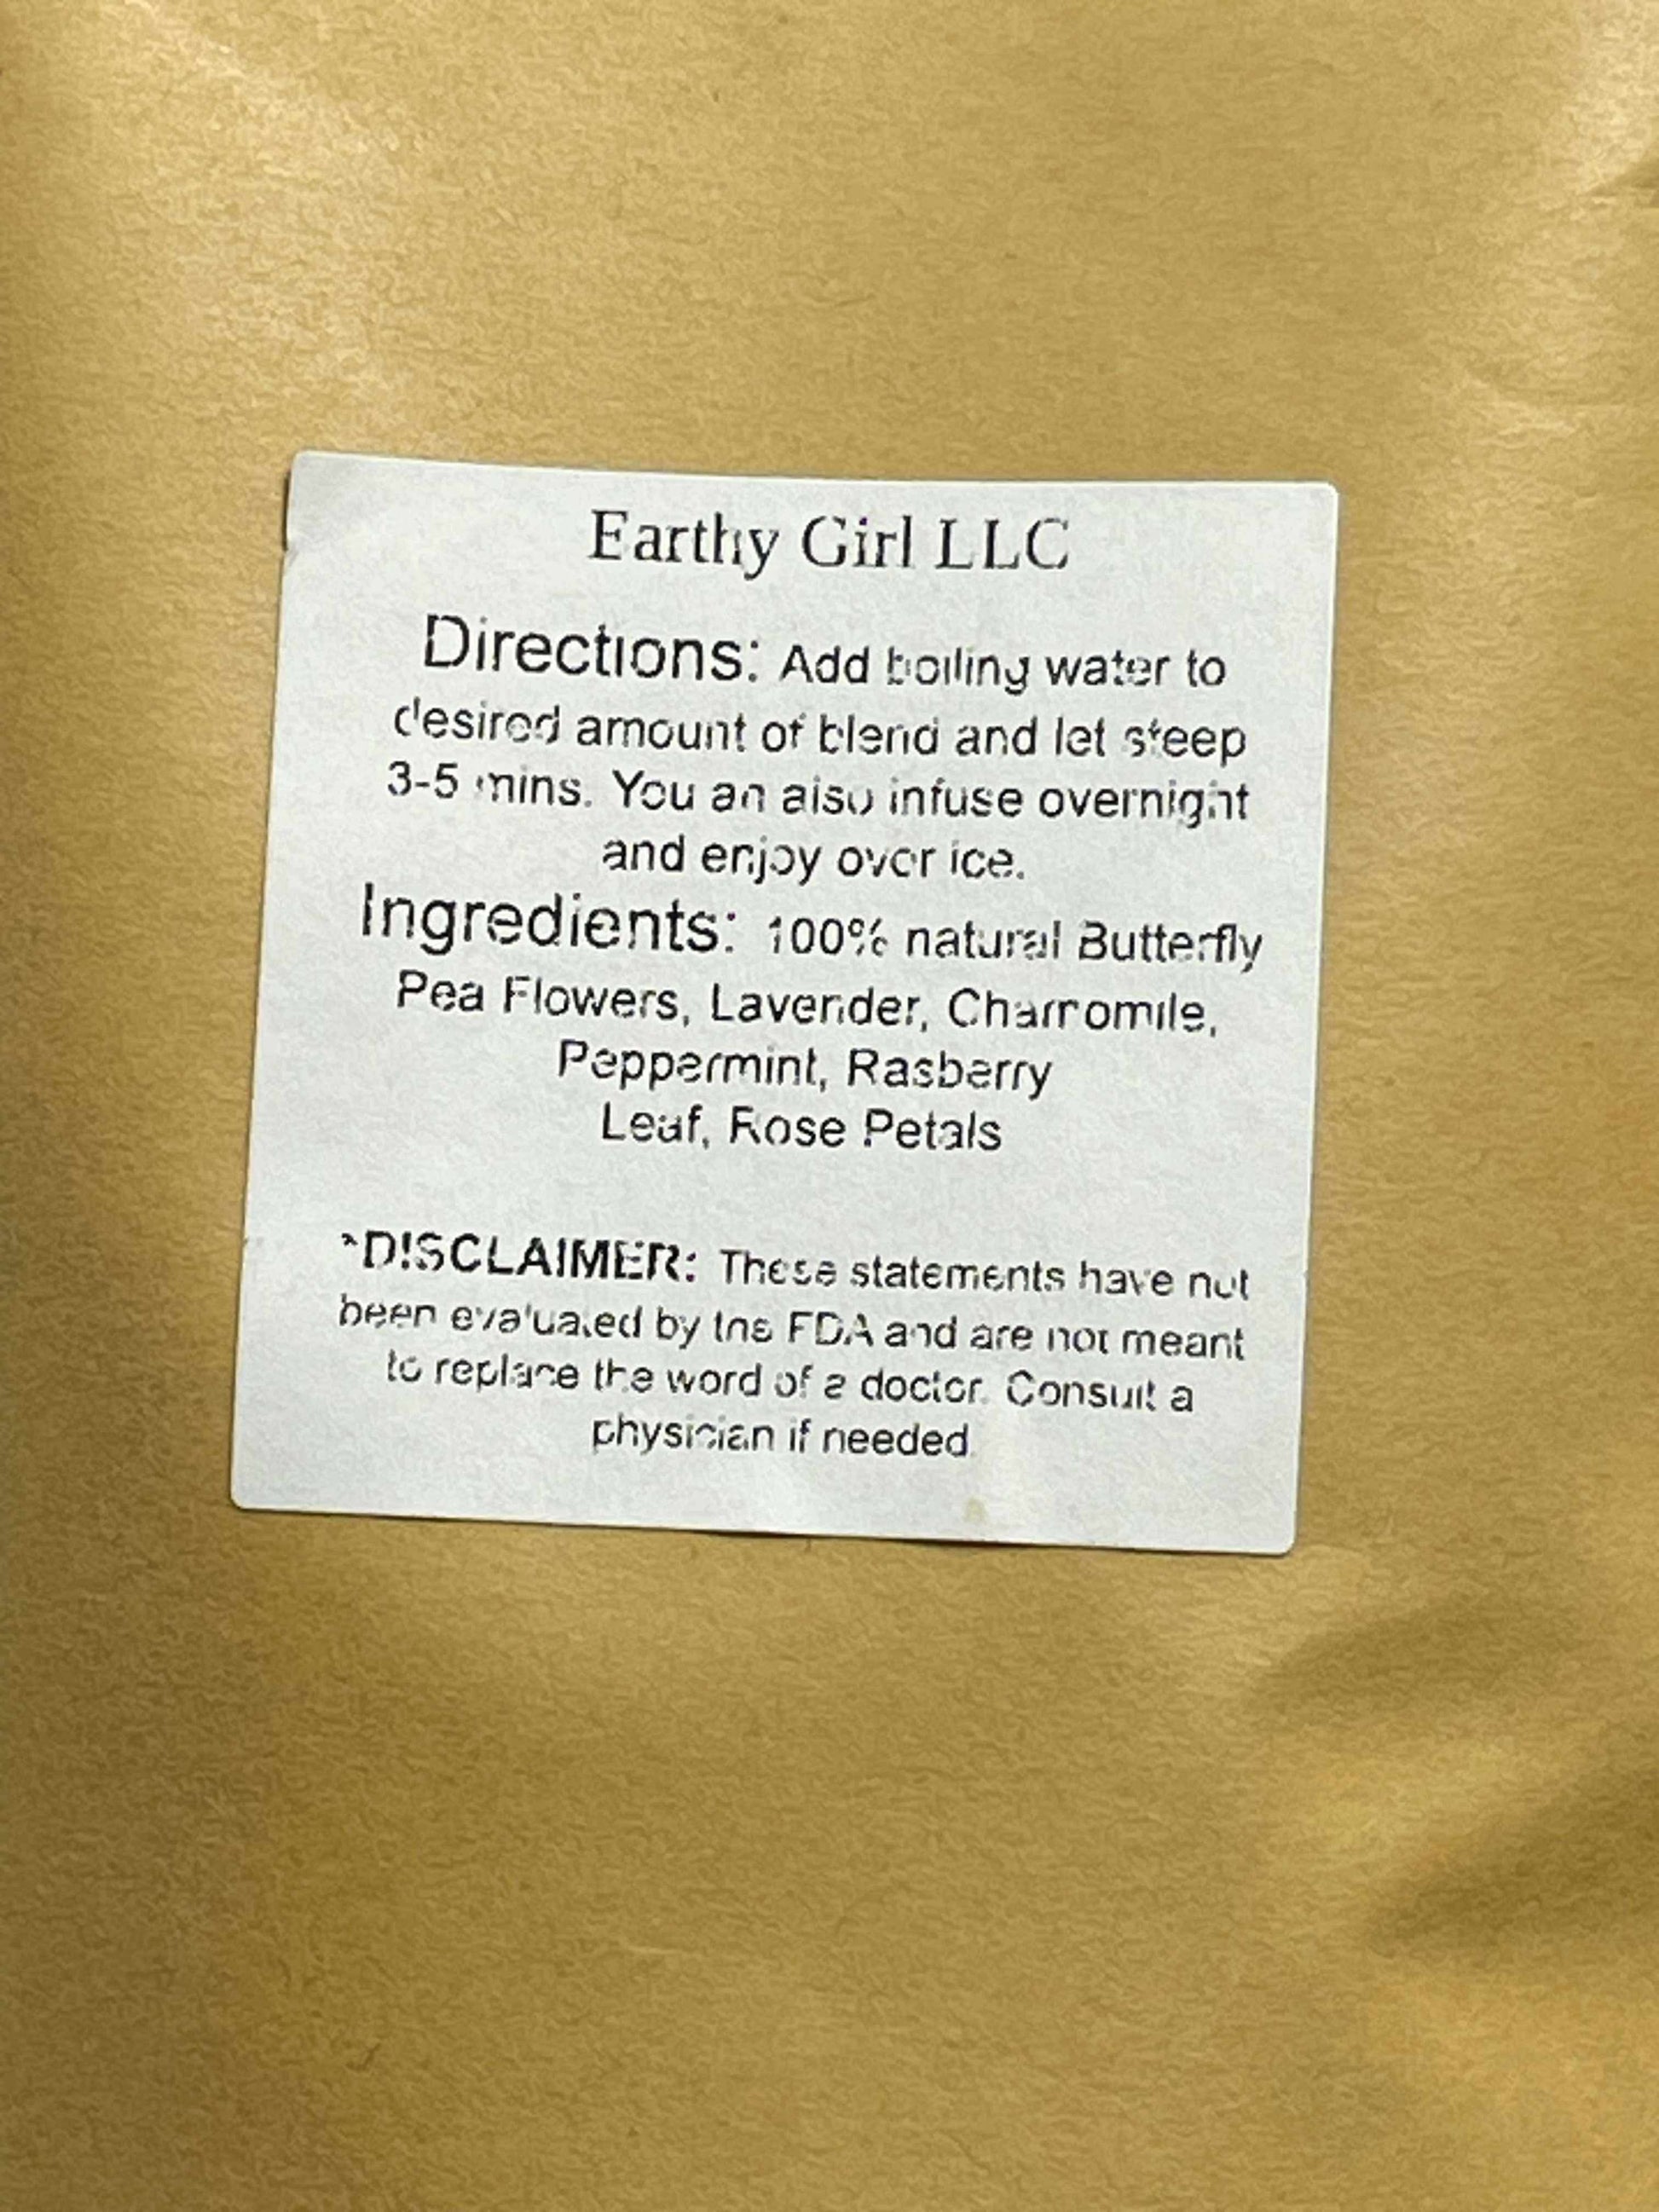 Earthy Girl LLC
Directions: Add boiling water to
desired amount of blend and let steep
3-5 mins. You an also infuse overnight
and enjoy over ice.
Ingredients: 100% natural Butterfly
Pea Flowers, Lavender, Chamomile,
Peppermint, Rasberry
Leaf, Rose Petals
*DISCLAIMER: These statements have not
been evaluated by the FDA and are not meant
to replace the word of a doctor. Consult a
physician if needed